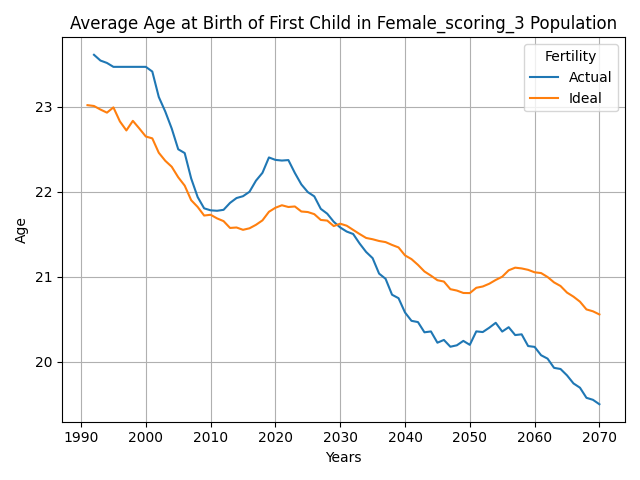 Average Age at Birth of First Child in Female_scoring_3 Population
Fertility
Actual
Ideal
Age
23
22
21
20
1990 2000 2010 2020 2030 2040 2050 2060 2070
Years